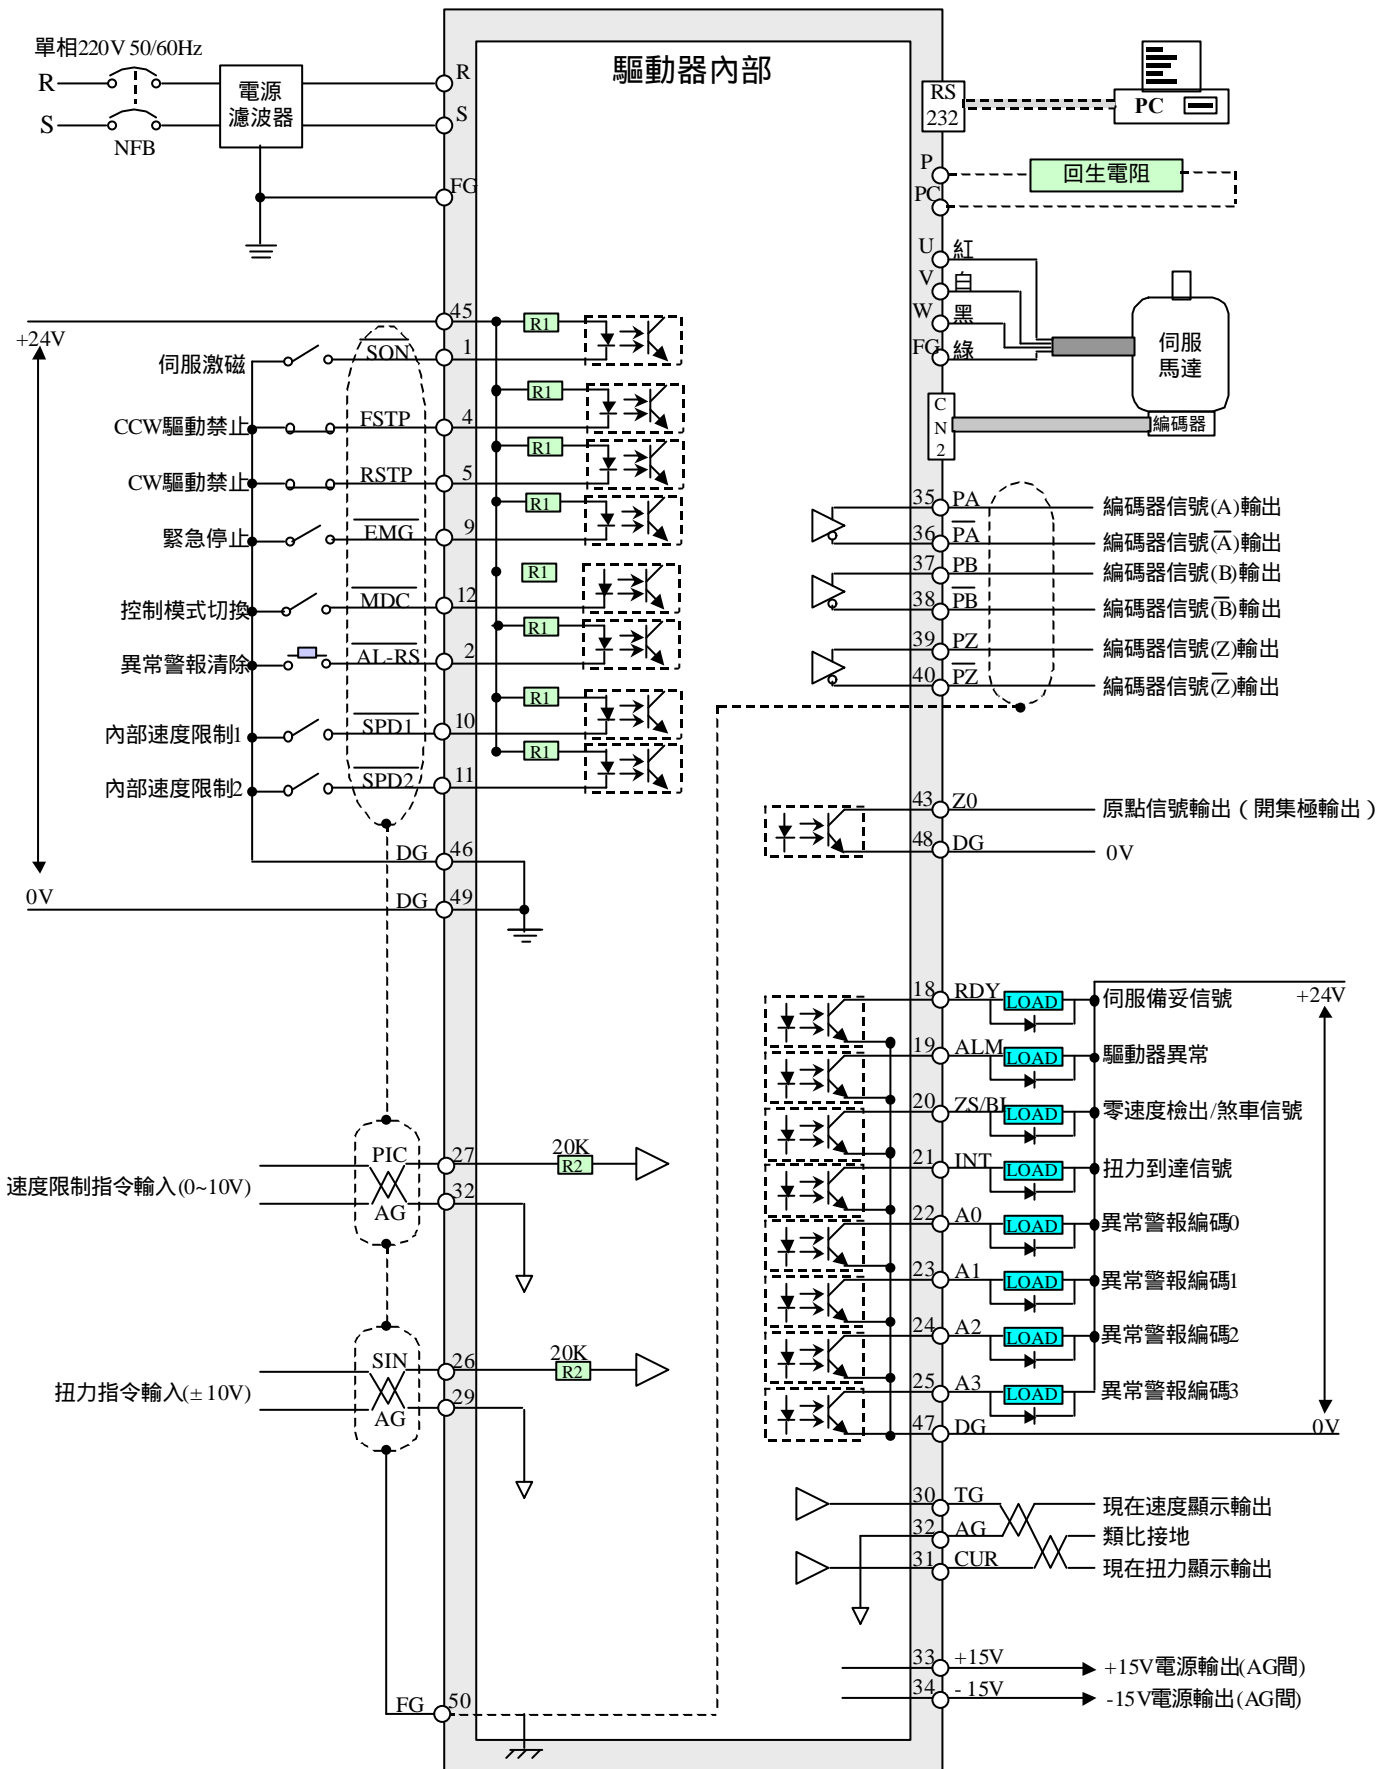 單相220V 50/60Hz
R
S
NFB
電源
濾波器
R
S
FG
驅動器內部
RS
232
PC
P
PC
回生電阻
U 紅
V 白
W 黑
FG 綠
伺服
馬達
編碼器
C
N
2
+24V
45
R1
伺服激磁 SON 1
R1
CCW驅動禁止 FSTP 4
R1
CW驅動禁止 RSTP 5
R1
緊急停止 EMG 9
R1
控制模式切換 MDC 12
R1
異常警報清除 AL-RS 2
R1
內部速度限制1 SPD1 10
R1
內部速度限制2 SPD2 11
DG 46
0V
DG 49
35 PA 編碼器信號(A)輸出
36 P̅A̅ 編碼器信號(A̅)輸出
37 PB 編碼器信號(B)輸出
38 P̅B̅ 編碼器信號(B̅)輸出
39 PZ 編碼器信號(Z)輸出
40 P̅Z̅ 編碼器信號(Z̅)輸出
43 Z0 原點信號輸出（開集極輸出）
48 DG 0V
18 RDY LOAD 伺服備妥信號 +24V
19 ALM LOAD 驅動器異常
20 ZS/BI LOAD 零速度檢出/煞車信號
21 INT LOAD 扭力到達信號
22 A0 LOAD 異常警報編碼0
23 A1 LOAD 異常警報編碼1
24 A2 LOAD 異常警報編碼2
25 A3 LOAD 異常警報編碼3
47 DG 0V
速度限制指令輸入(0~10V)
PIC 27 20K R2
AG 32
扭力指令輸入(±10V)
SIN 26 20K R2
AG 29
30 TG 現在速度顯示輸出
32 AG 類比接地
31 CUR 現在扭力顯示輸出
33 +15V +15V電源輸出(AG間)
34 -15V -15V電源輸出(AG間)
FG 50